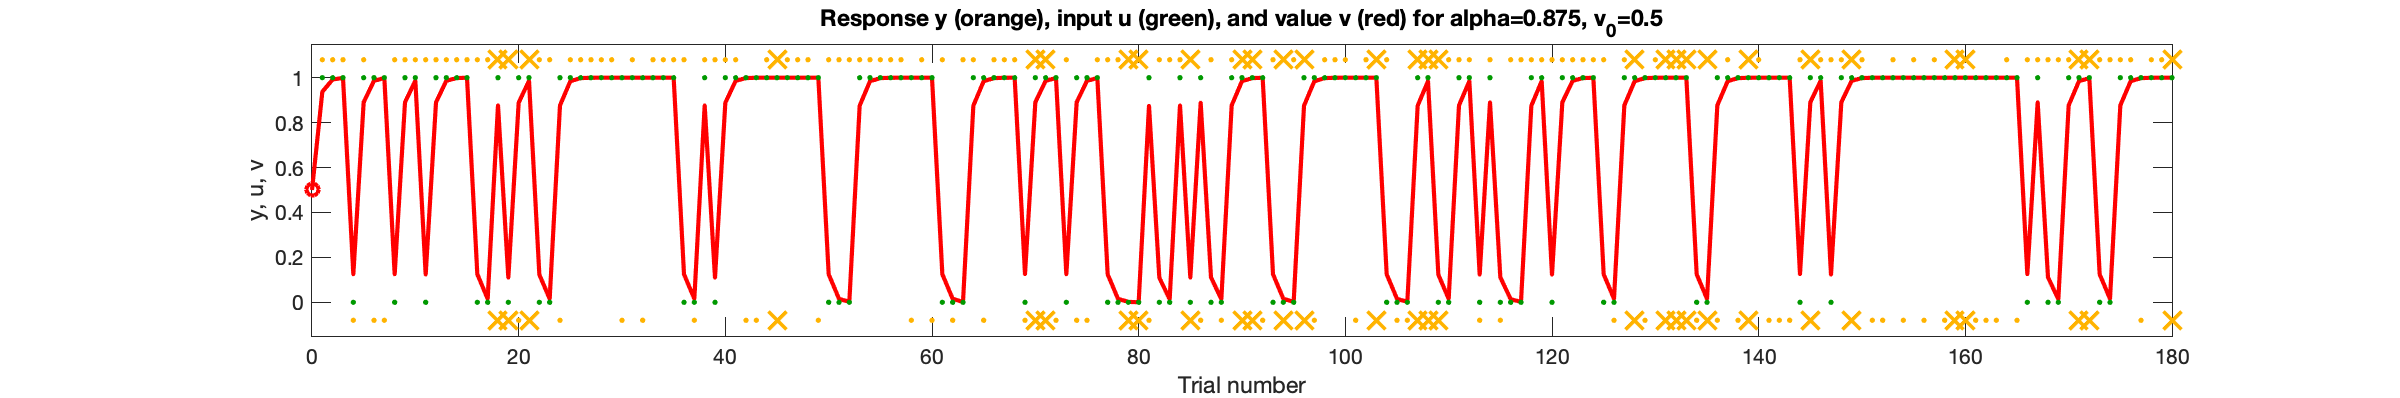 Response y (orange), input u (green), and value v (red) for alpha=0.875, v0=0.5
y, u, v
1
0.8
0.6
0.4
0.2
0
0 20 40 60 80 100 120 140 160 180
Trial number